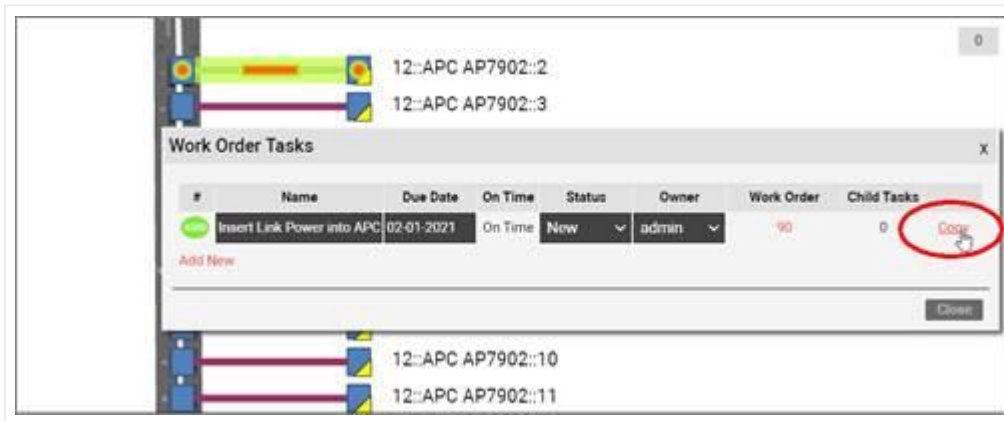 0
12::APC AP7902::2
12::APC AP7902::3
Work Order Tasks X
# Name Due Date On Time Status Owner Work Order Child Tasks
Insert Link Power into APC 02-01-2021 On Time New admin 90 0 Copy
Add New
Close
12::APC AP7902::10
12::APC AP7902::11